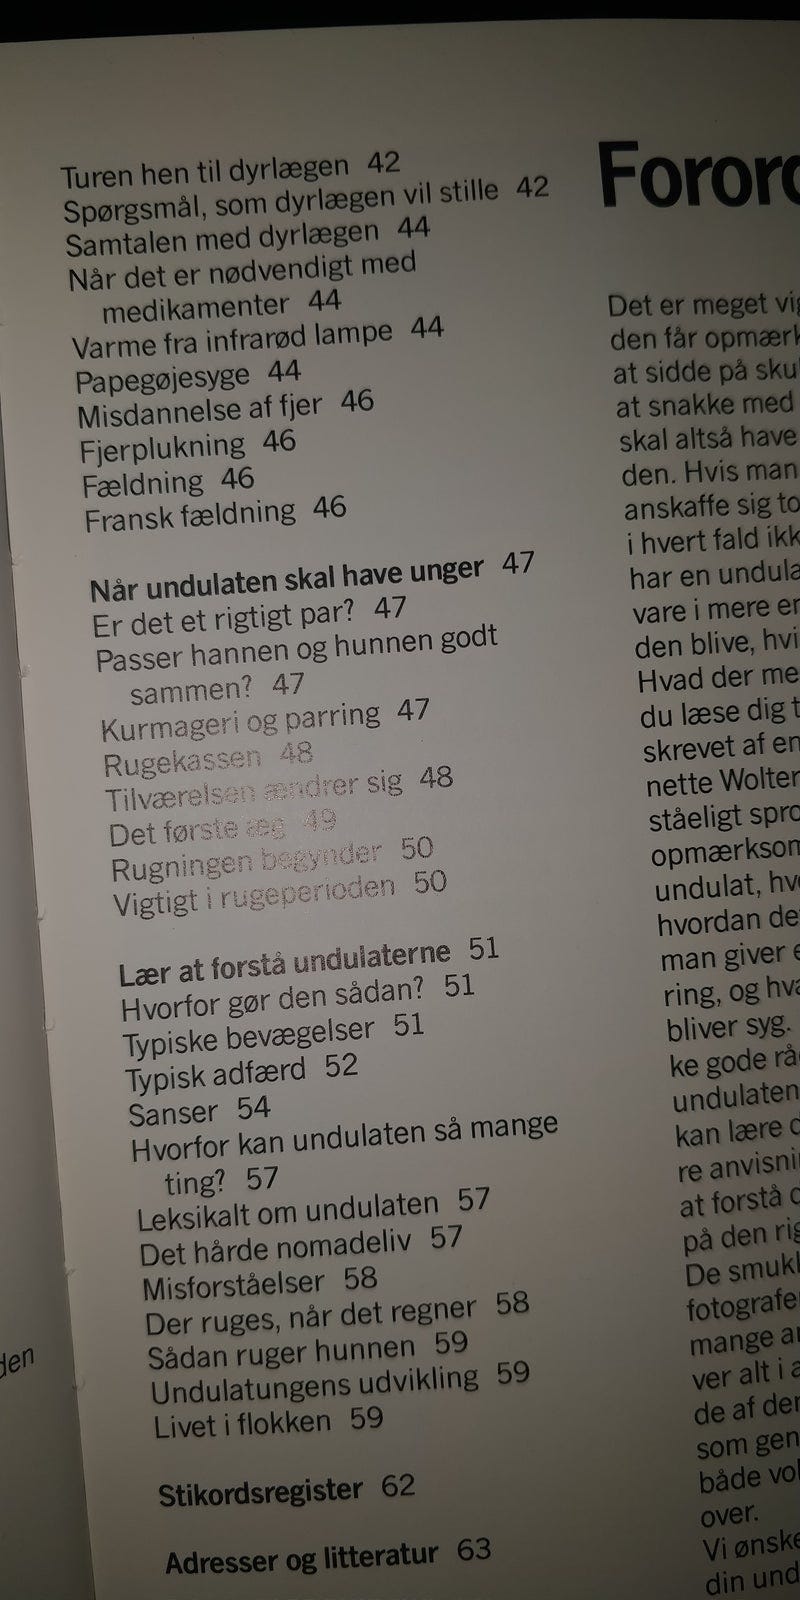 Turen hen til dyrlægen 42
Spørgsmål, som dyrlægen vil stille 42
Samtalen med dyrlægen 44
Når det er nødvendigt med
medikamenter 44
Varme fra infrarød lampe 44
Papegøjesyge 44
Misdannelse af fjer 46
Fjerplukning 46
Fældning 46
Fransk fældning 46
Når undulaten skal have unger 47
Er det et rigtigt par? 47
Passer hannen og hunnen godt
sammen? 47
Kurmageri og parring 47
Rugekassen 48
Tilværelsen ændrer sig 48
Det første æg 49
Rugningen begynder 50
Vigtigt i rugeperioden 50
Lær at forstå undulaterne 51
Hvorfor gør den sådan? 51
Typiske bevægelser 51
Typisk adfærd 52
Sanser 54
Hvorfor kan undulaten så mange
ting? 57
Leksikalt om undulaten 57
Det hårde nomadeliv 57
Misforståelser 58
Der ruges, når det regner 58
Sådan ruger hunnen 59
Undulatungens udvikling 59
Livet i flokken 59
Stikordsregister 62
Adresser og litteratur 63
den
Foror
Det er meget vig
den får opmærk
at sidde på sku
at snakke med
skal altså have
den. Hvis man
anskaffe sig to
i hvert fald ikk
har en undula
vare i mere en
den blive, hvi
Hvad der me
du læse dig t
skrevet af en
nette Wolter
ståeligt spro
opmærkson
undulat, hv
hvordan de
man giver e
ring, og hva
bliver syg.
ke gode rå
undulaten
kan lære d
re anvisni
at forstå o
på den rig
De smukk
fotografe
mange a
ver alt i a
de af der
som gen
både vol
over.
Vi ønske
din und